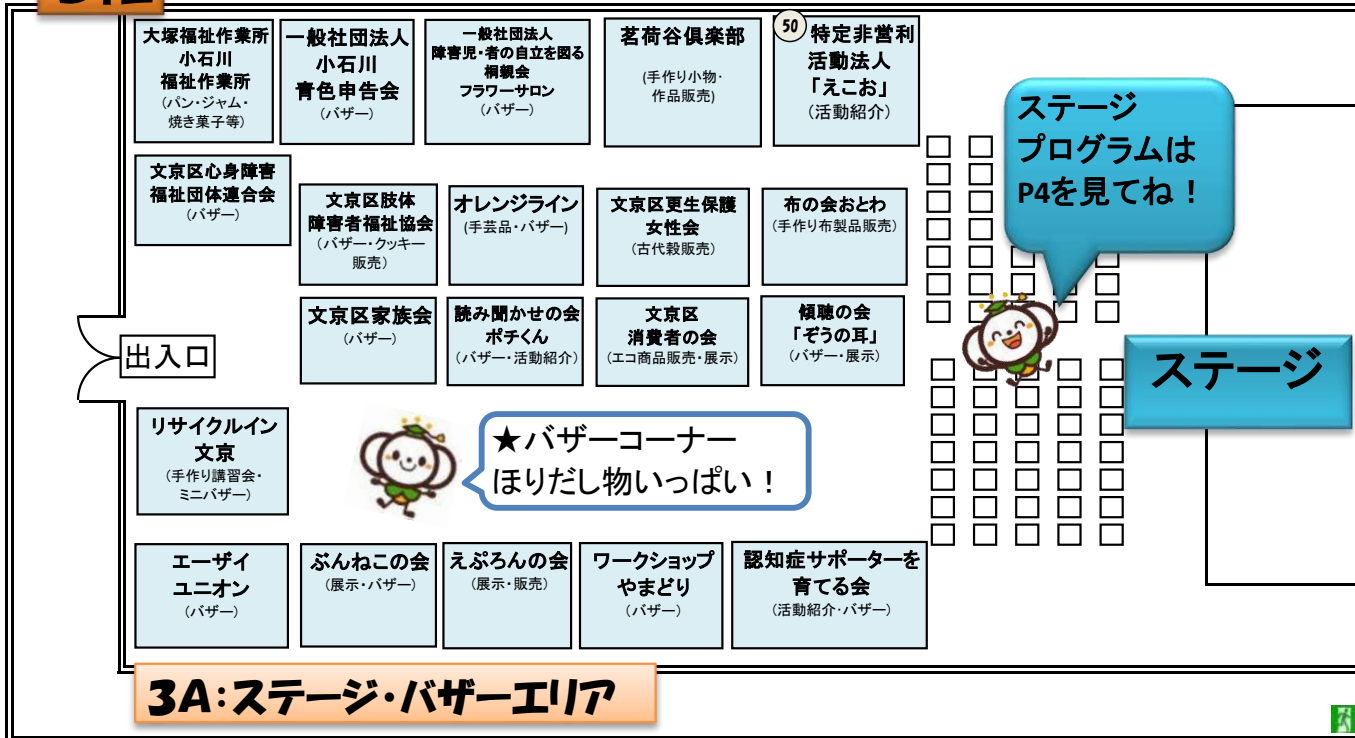 大塚福祉作業所
小石川
福祉作業所
（パン・ジャム・
焼き菓子等）
一般社団法人
小石川
青色申告会
（バザー）
一般社団法人
障害児・者の自立を図る
桐親会
フラワーサロン
（バザー）
茗荷谷倶楽部
(手作り小物・
作品販売)
50
特定非営利
活動法人
「えこお」
（活動紹介）
ステージ
プログラムは
P4を見てね！
文京区心身障害
福祉団体連合会
（バザー）
文京区肢体
障害者福祉協会
（バザー・クッキー
販売）
オレンジライン
(手芸品・バザー)
文京区更生保護
女性会
（古代穀販売）
布の会おとわ
（手作り布製品販売）
文京区家族会
（バザー）
読み聞かせの会
ポチくん
（バザー・活動紹介）
文京区
消費者の会
（エコ商品販売・展示）
傾聴の会
「ぞうの耳」
（バザー・展示）
出入口
ステージ
リサイクルイン
文京
（手作り講習会・
ミニバザー）
★バザーコーナー
ほりだし物いっぱい！
エーザイ
ユニオン
（バザー）
ぶんねこの会
（展示・バザー）
えぷろんの会
（展示・販売）
ワークショップ
やまどり
（バザー）
認知症サポーターを
育てる会
（活動紹介・バザー）
3A:ステージ・バザーエリア